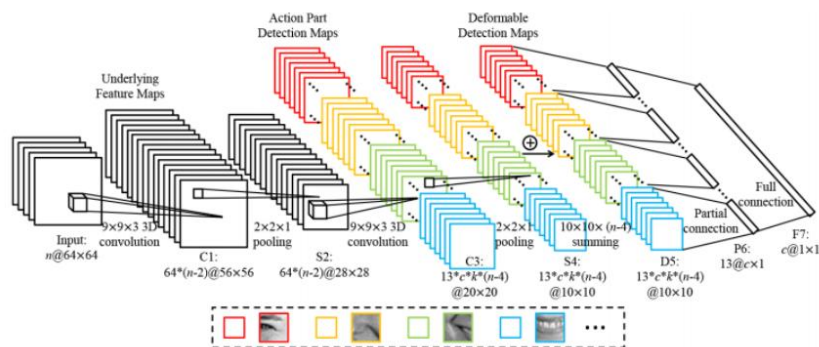 Action Part
Detection Maps
Deformable
Detection Maps
Underlying
Feature Maps
Input:
n@64×64
9×9×3 3D
convolution
C1:
64*(n-2)@56×56
2×2×1
pooling
S2:
64*(n-2)@28×28
9×9×3 3D
convolution
C3:
13*c*k*(n-4)
@20×20
2×2×1
pooling
S4:
13*c*k*(n-4)
@10×10
10×10×(n-4)
summing
D5:
13*c*k*(n-4)
@10×10
Partial
connection
P6:
13@c×1
Full
connection
F7:
c@1×1
...